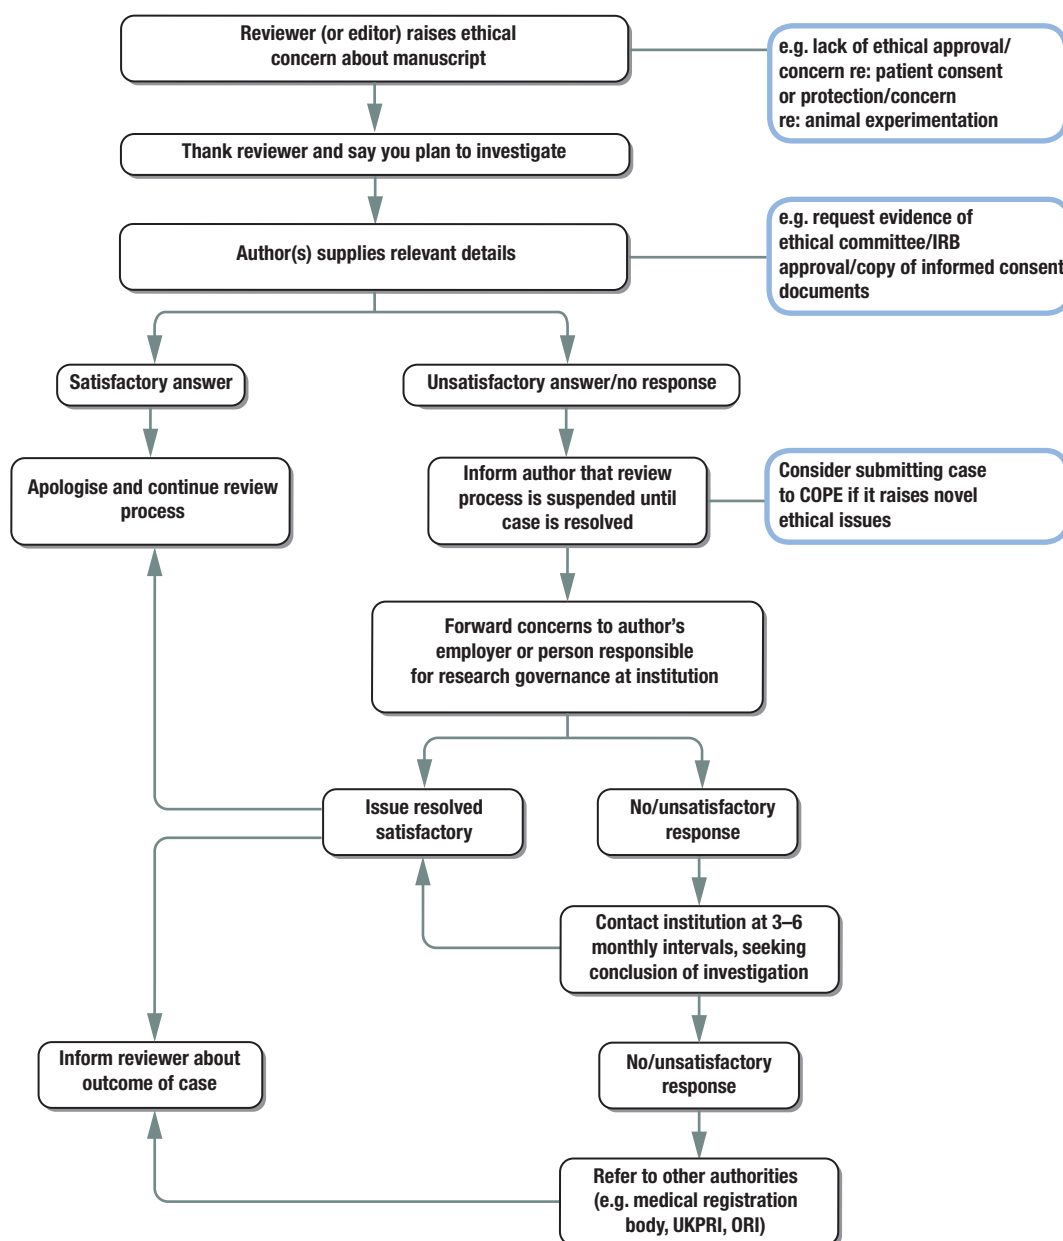 Reviewer (or editor) raises ethical
concern about manuscript
e.g. lack of ethical approval/
concern re: patient consent
or protection/concern
re: animal experimentation
Thank reviewer and say you plan to investigate
Author(s) supplies relevant details
e.g. request evidence of
ethical committee/IRB
approval/copy of informed consent
documents
Satisfactory answer
Unsatisfactory answer/no response
Apologise and continue review
process
Inform author that review
process is suspended until
case is resolved
Consider submitting case
to COPE if it raises novel
ethical issues
Forward concerns to author’s
employer or person responsible
for research governance at institution
Issue resolved
satisfactory
No/unsatisfactory
response
Contact institution at 3–6
monthly intervals, seeking
conclusion of investigation
Inform reviewer about
outcome of case
No/unsatisfactory
response
Refer to other authorities
(e.g. medical registration
body, UKPRI, ORI)